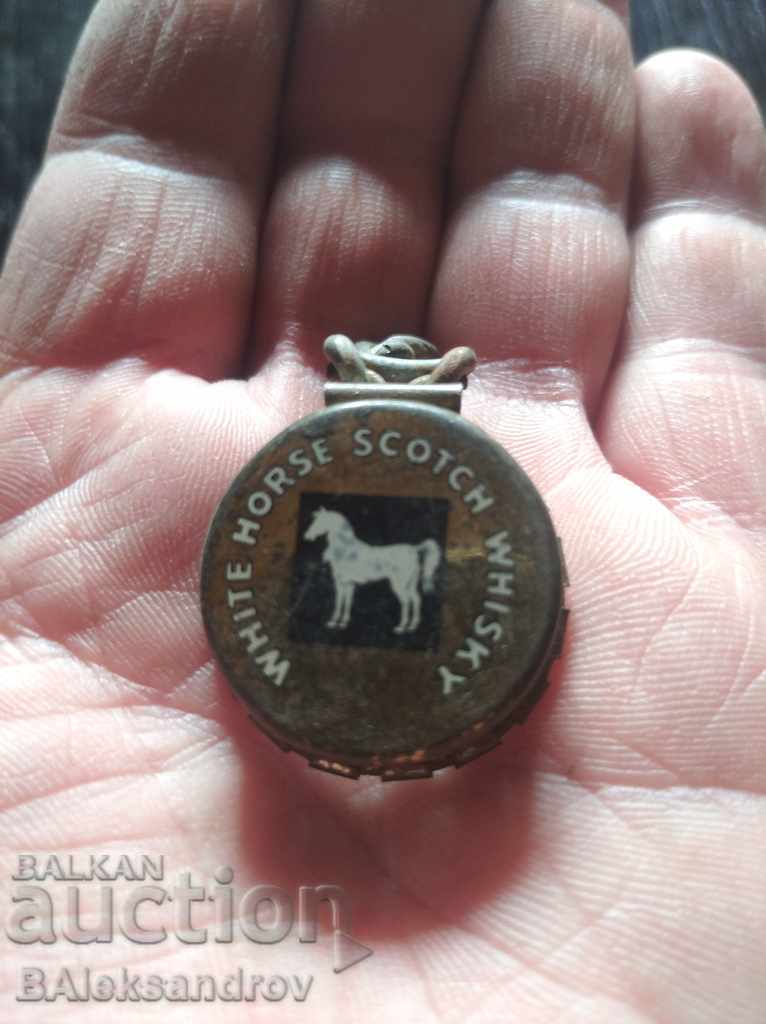 WHITE HORSE SCOTCH WHISKY
BALKAN
auction
BAleksandrov